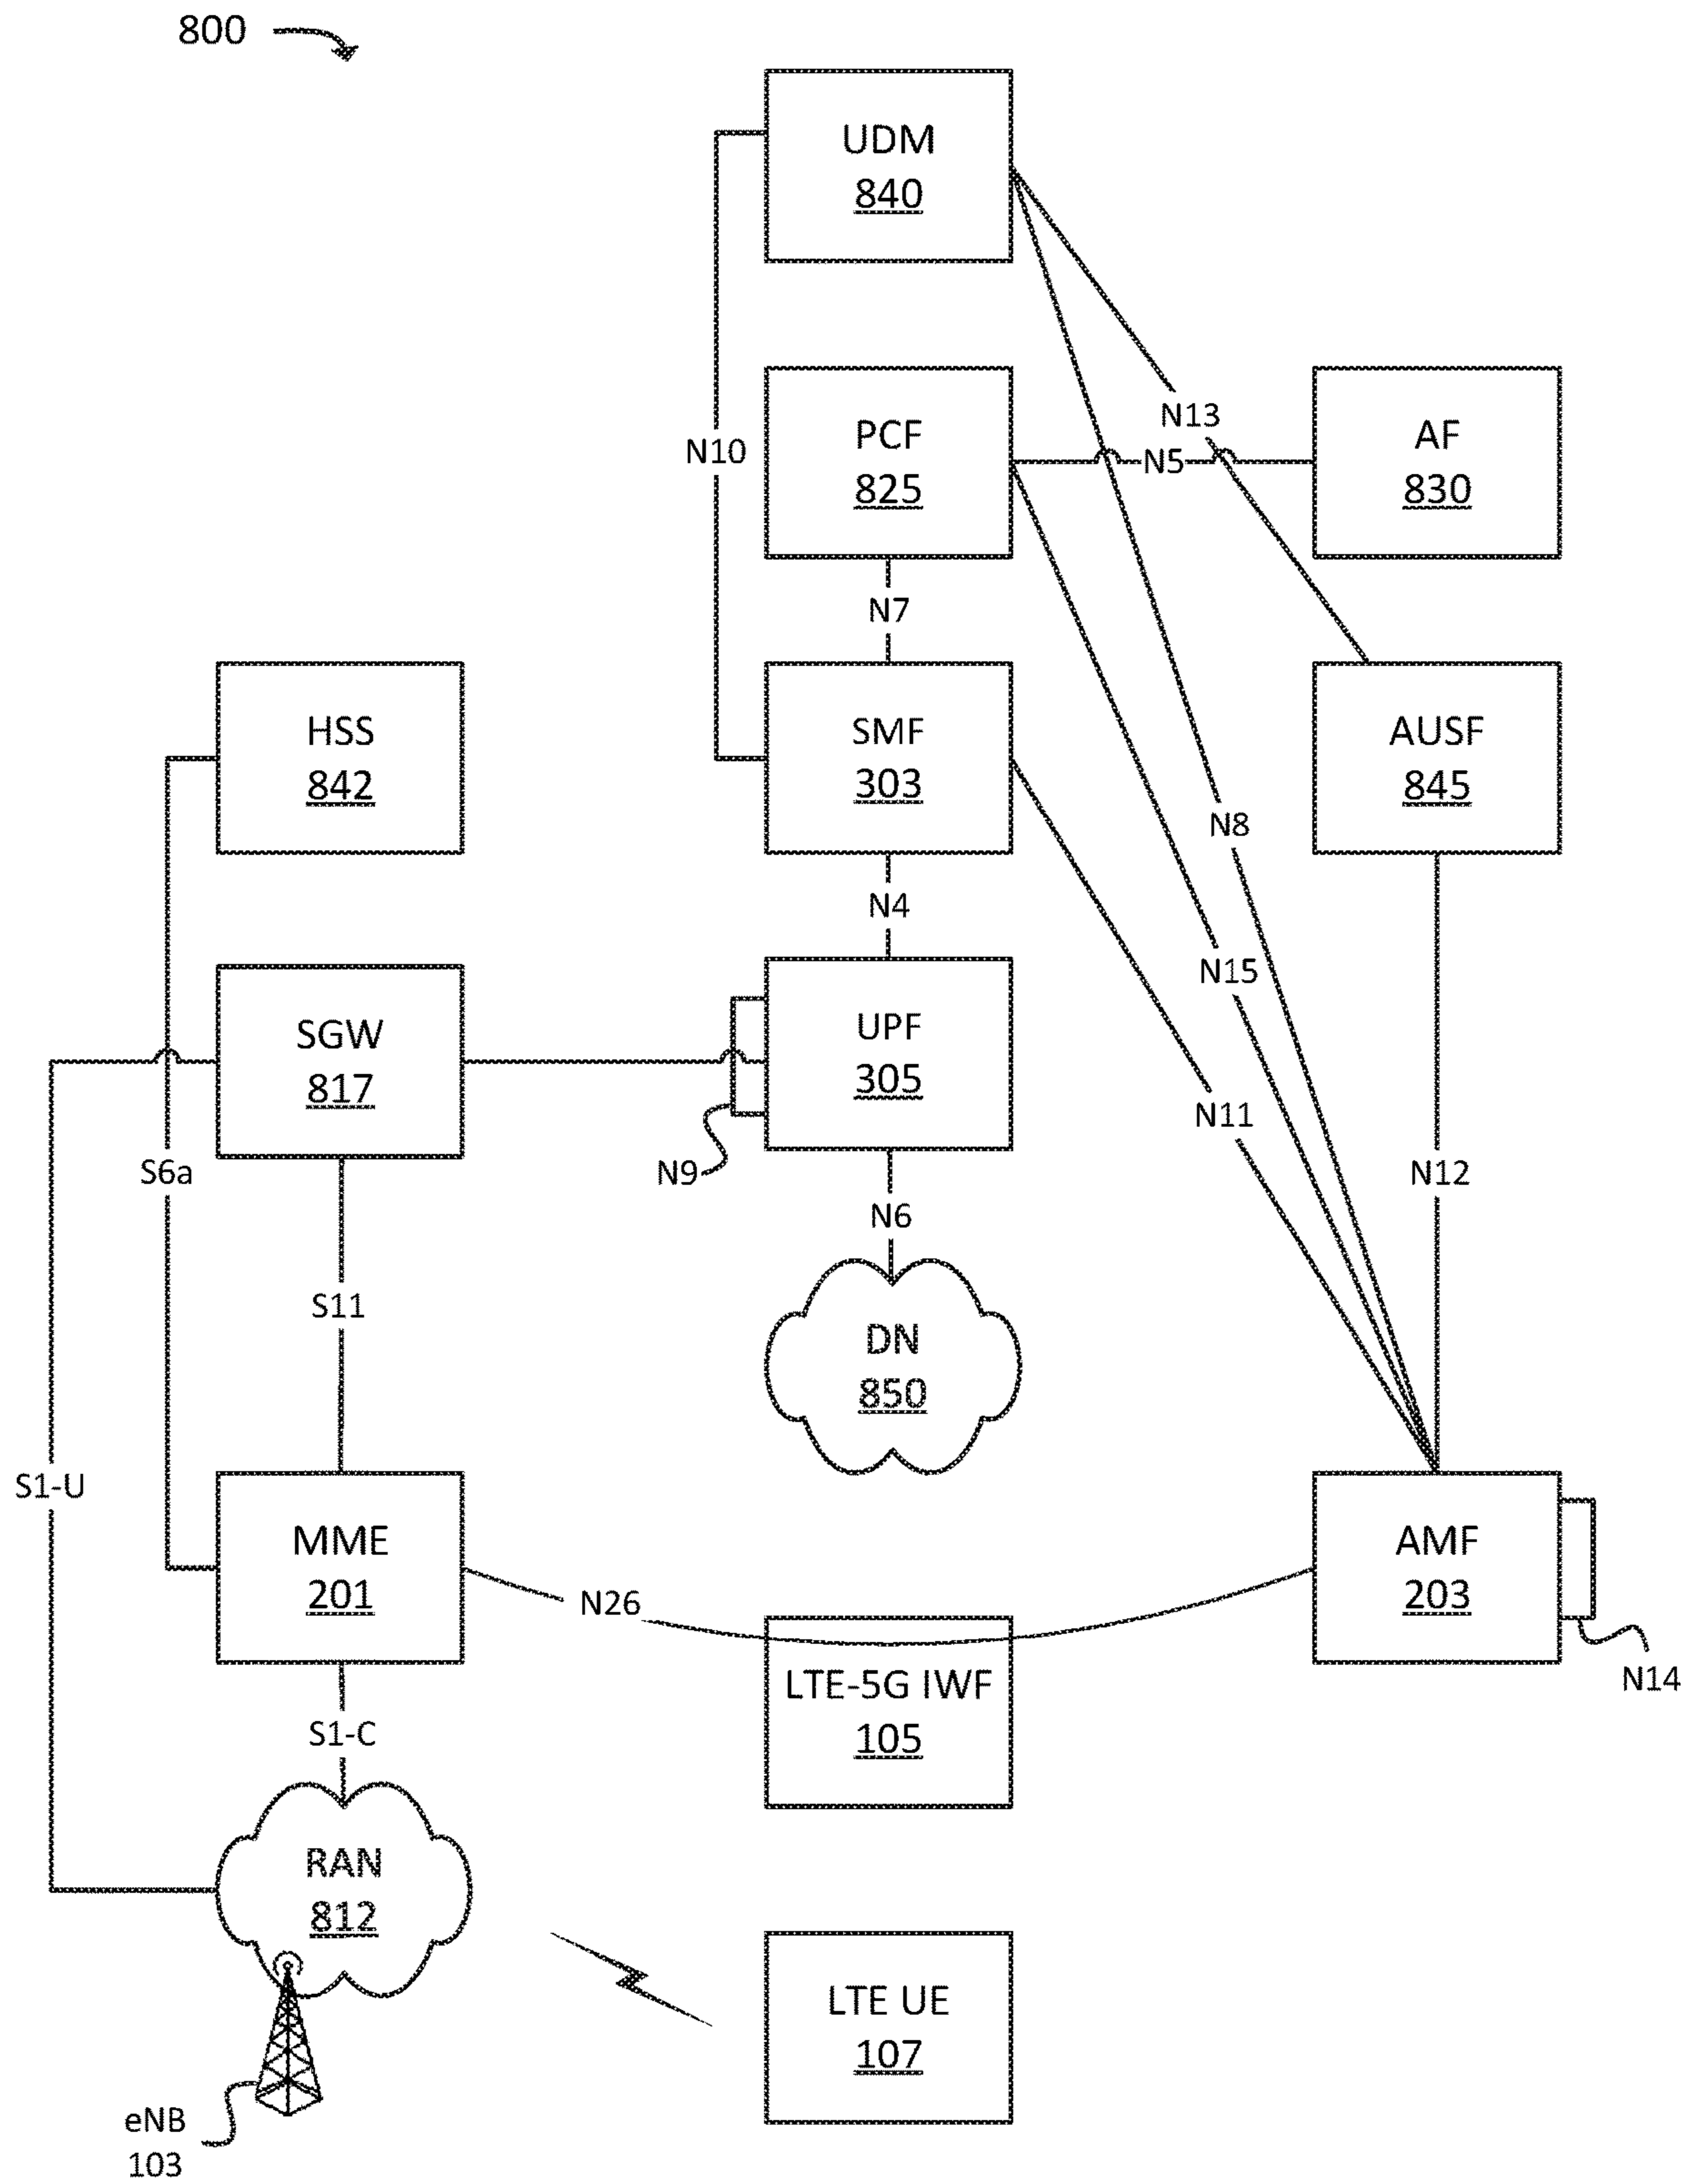 800
UDM
840
N13
PCF
825
N10
N5
AF
830
N7
HSS
842
SMF
303
AUSF
845
N8
N4
N15
SGW
817
UPF
305
N11
S6a
N9
N12
N6
S11
DN
850
S1-U
MME
201
N26
AMF
203
N14
LTE-5G IWF
105
S1-C
RAN
812
LTE UE
107
eNB
103